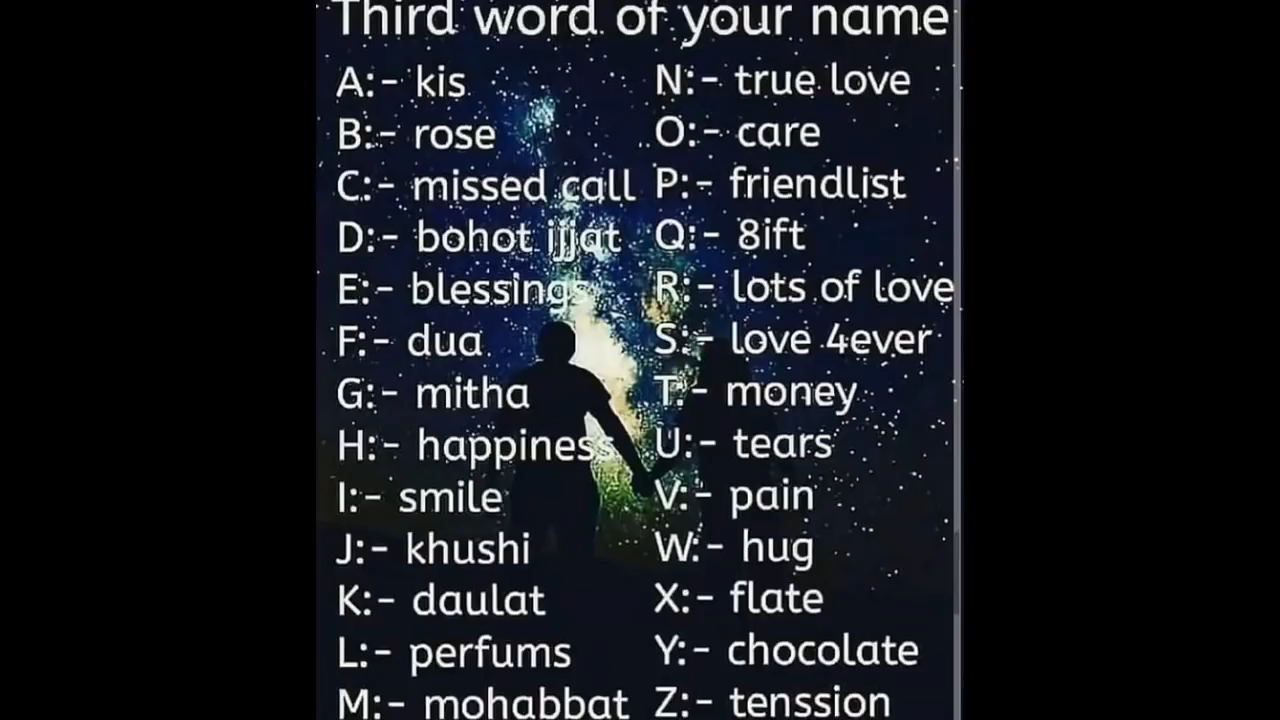 Third word of your name
A:- kis
B:- rose
C:- missed call
D:- bohot ijjat
E:- blessings
F:- dua
G:- mitha
H:- happiness
I:- smile
J:- khushi
K:- daulat
L:- perfums
M:- mohabbat
N:- true love
O:- care
P:- friendlist
Q:- 8ift
R:- lots of love
S:- love 4ever
T:- money
U:- tears
V:- pain
W:- hug
X:- flate
Y:- chocolate
Z:- tenssion